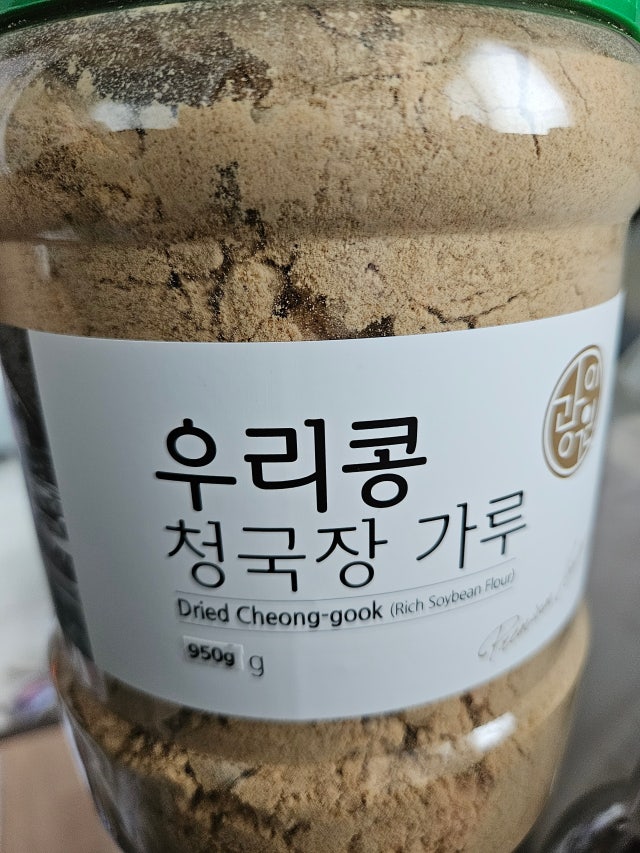 우리콩
청국장 가루
Dried Cheong-gook (Rich Soybean Flour)
950g g